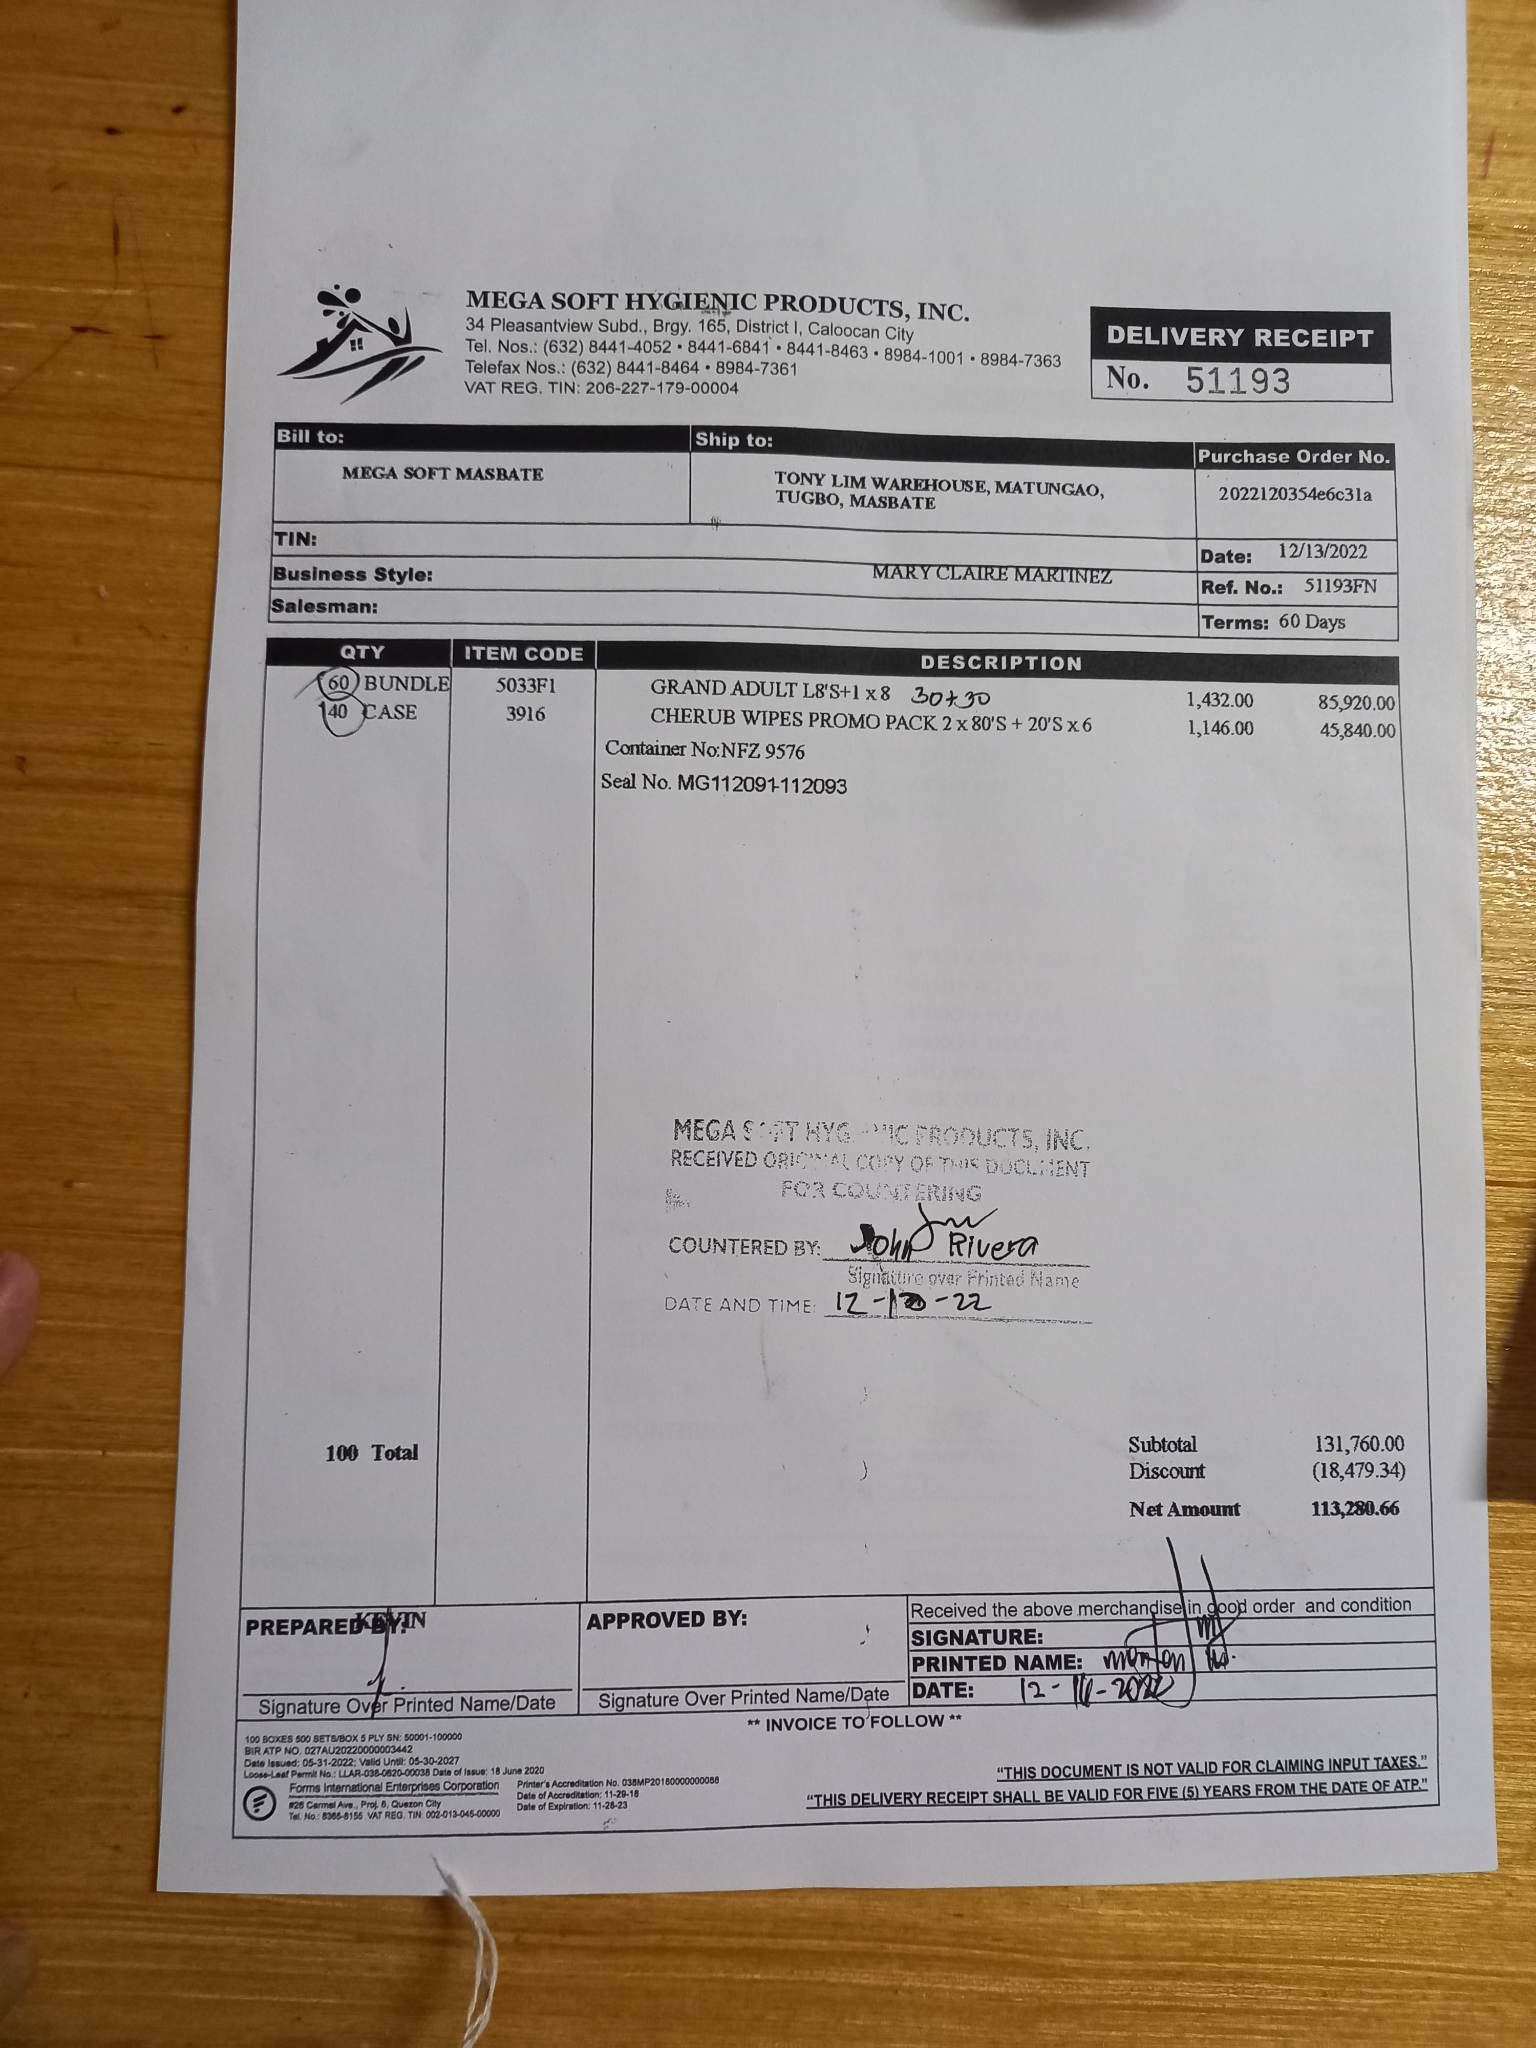 MEGA SOFT HYGIENIC PRODUCTS, INC.
34 Pleasantview Subd., Brgy. 165, District I, Caloocan City
Tel. Nos.: (632) 8441-4052 • 8441-6841 • 8441-8463 • 8984-1001 • 8984-7363
Telefax Nos.: (632) 8441-8464 • 8984-7361
VAT REG. TIN: 206-227-179-00004
DELIVERY RECEIPT
No. 51193
Bill to:
MEGA SOFT MASBATE
Ship to:
TONY LIM WAREHOUSE, MATUNGAO,
TUGBO, MASBATE
Purchase Order No.
2022120354e6c31a
TIN:
Date: 12/13/2022
Business Style:
MARY CLAIRE MARTINEZ
Ref. No.: 51193FN
Salesman:
Terms: 60 Days
QTY ITEM CODE DESCRIPTION
60 BUNDLE 5033F1 GRAND ADULT L8'S+1 x 8 30+30 1,432.00 85,920.00
40 CASE 3916 CHERUB WIPES PROMO PACK 2 x 80'S + 20'S x 6 1,146.00 45,840.00
Container No:NFZ 9576
Seal No. MG112091-112093
MEGA SOFT HYGIENIC PRODUCTS, INC.
RECEIVED ORIGINAL COPY OF THIS DOCUMENT
FOR COUNTERING
COUNTERED BY: John Rivera
Signature over Printed Name
DATE AND TIME: 12- -22
100 Total
Subtotal 131,760.00
Discount (18,479.34)
Net Amount 113,280.66
PREPARED BY: KEVIN
Signature Over Printed Name/Date
APPROVED BY:
Signature Over Printed Name/Date
Received the above merchandise in good order and condition
SIGNATURE:
PRINTED NAME:
DATE:
** INVOICE TO FOLLOW **
100 BOXES 500 SETS/BOX 5 PLY SN: 50001-100000
BIR ATP NO. 027AU20220000003442
Date Issued: 05-31-2022; Valid Until: 05-30-2027
Loose-Leaf Permit No.: LLAR-038-0620-00038 Date of Issue: 18 June 2020
Forms International Enterprises Corporation
#26 Carmel Ave., Proj. 6, Quezon City
Tel. No.: 8365-8155 VAT REG. TIN: 002-013-045-00000
Printer's Accreditation No. 038MP20180000000088
Date of Accreditation: 11-29-18
Date of Expiration: 11-28-23
"THIS DOCUMENT IS NOT VALID FOR CLAIMING INPUT TAXES."
"THIS DELIVERY RECEIPT SHALL BE VALID FOR FIVE (5) YEARS FROM THE DATE OF ATP."